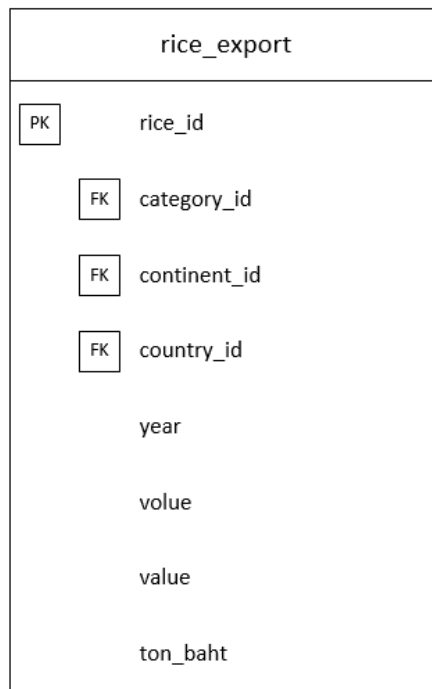 rice_export
PK rice_id
FK category_id
FK continent_id
FK country_id
year
volue
value
ton_baht